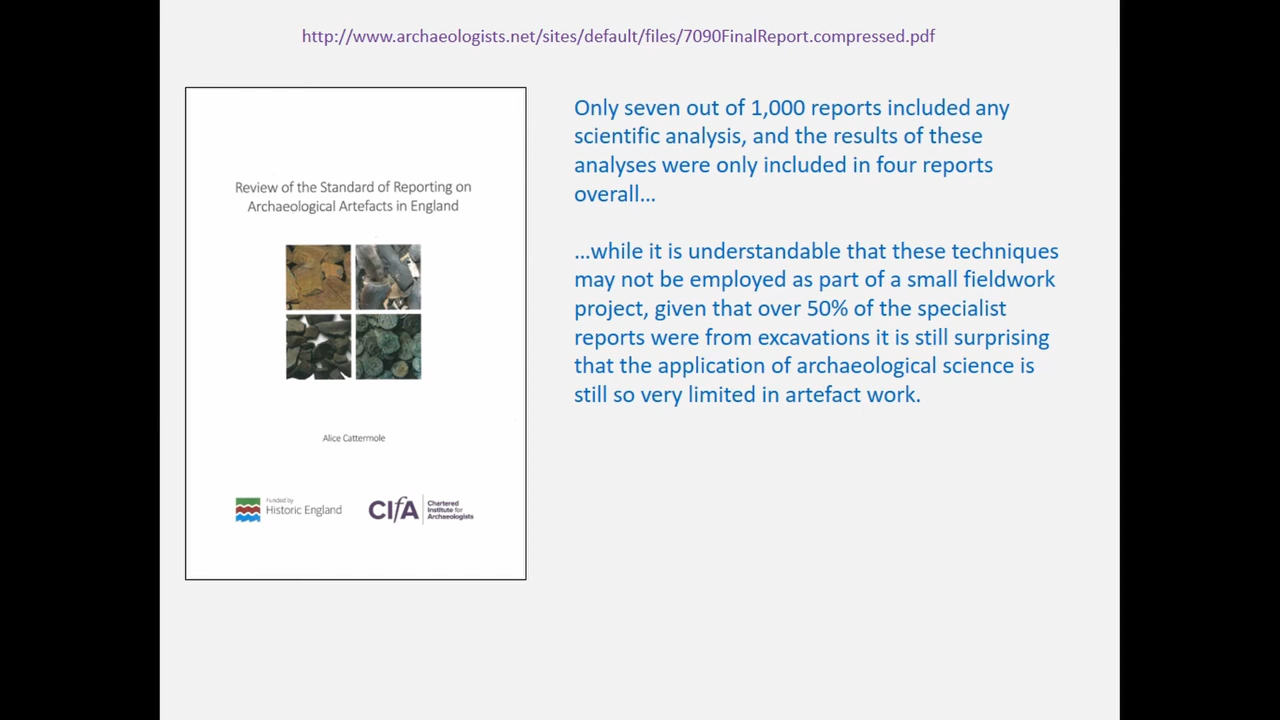 http://www.archaeologists.net/sites/default/files/7090FinalReport.compressed.pdf
Review of the Standard of Reporting on
Archaeological Artefacts in England
Alice Cattermole
Funded by
Historic England
CIfA
Chartered
Institute for
Archaeologists
Only seven out of 1,000 reports included any
scientific analysis, and the results of these
analyses were only included in four reports
overall…
…while it is understandable that these techniques
may not be employed as part of a small fieldwork
project, given that over 50% of the specialist
reports were from excavations it is still surprising
that the application of archaeological science is
still so very limited in artefact work.